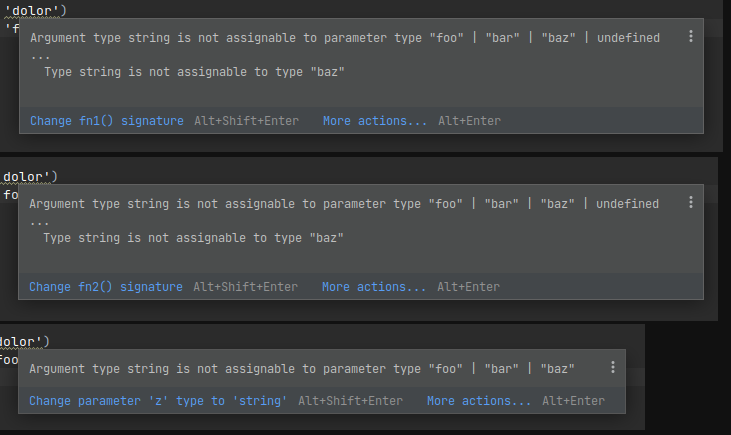 'dolor')
'f
Argument type string is not assignable to parameter type "foo" | "bar" | "baz" | undefined
...
Type string is not assignable to type "baz"
Change fn1() signature Alt+Shift+Enter More actions... Alt+Enter
dolor')
fo
Argument type string is not assignable to parameter type "foo" | "bar" | "baz" | undefined
...
Type string is not assignable to type "baz"
Change fn2() signature Alt+Shift+Enter More actions... Alt+Enter
dolor')
foo
Argument type string is not assignable to parameter type "foo" | "bar" | "baz"
Change parameter 'z' type to 'string' Alt+Shift+Enter More actions... Alt+Enter